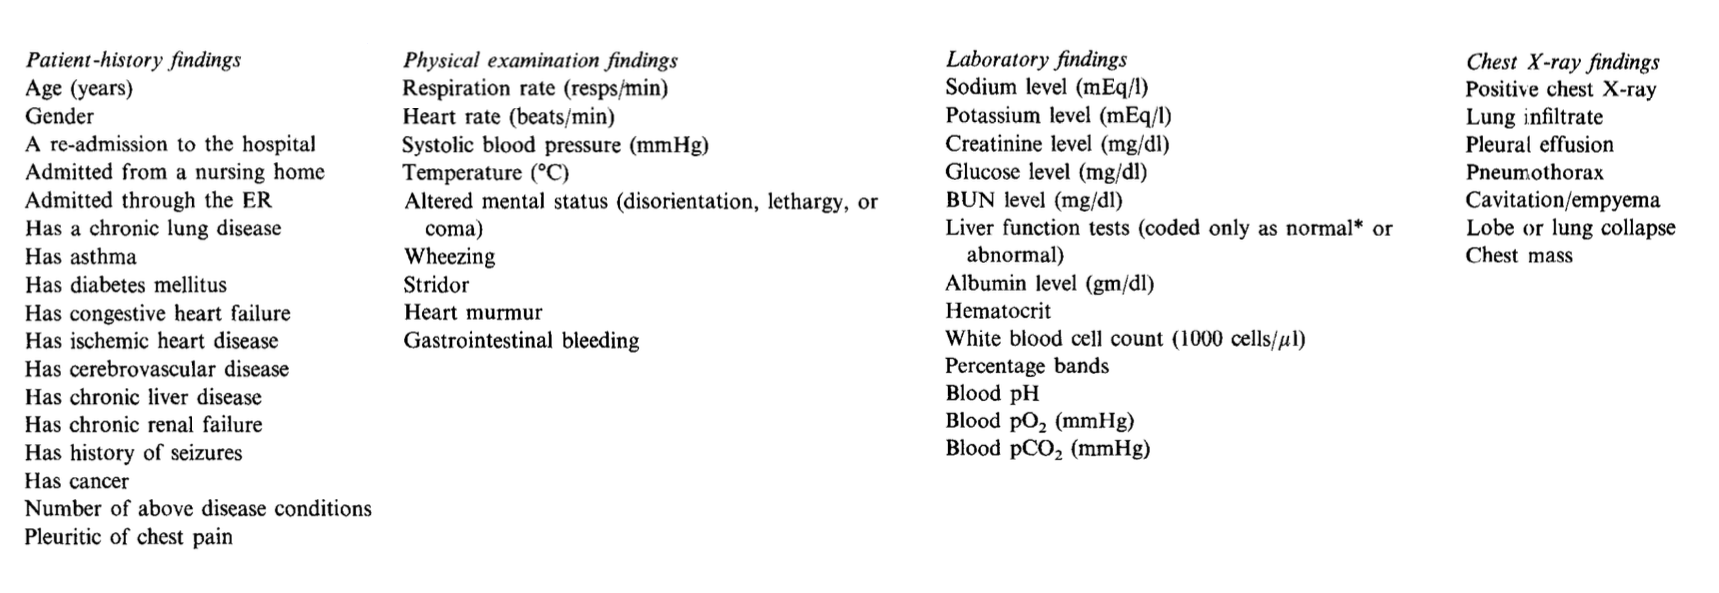 Patient-history findings
Age (years)
Gender
A re-admission to the hospital
Admitted from a nursing home
Admitted through the ER
Has a chronic lung disease
Has asthma
Has diabetes mellitus
Has congestive heart failure
Has ischemic heart disease
Has cerebrovascular disease
Has chronic liver disease
Has chronic renal failure
Has history of seizures
Has cancer
Number of above disease conditions
Pleuritic of chest pain
Physical examination findings
Respiration rate (resps/min)
Heart rate (beats/min)
Systolic blood pressure (mmHg)
Temperature (°C)
Altered mental status (disorientation, lethargy, or
coma)
Wheezing
Stridor
Heart murmur
Gastrointestinal bleeding
Laboratory findings
Sodium level (mEq/l)
Potassium level (mEq/l)
Creatinine level (mg/dl)
Glucose level (mg/dl)
BUN level (mg/dl)
Liver function tests (coded only as normal* or
abnormal)
Albumin level (gm/dl)
Hematocrit
White blood cell count (1000 cells/μl)
Percentage bands
Blood pH
Blood pO₂ (mmHg)
Blood pCO₂ (mmHg)
Chest X-ray findings
Positive chest X-ray
Lung infiltrate
Pleural effusion
Pneumothorax
Cavitation/empyema
Lobe or lung collapse
Chest mass